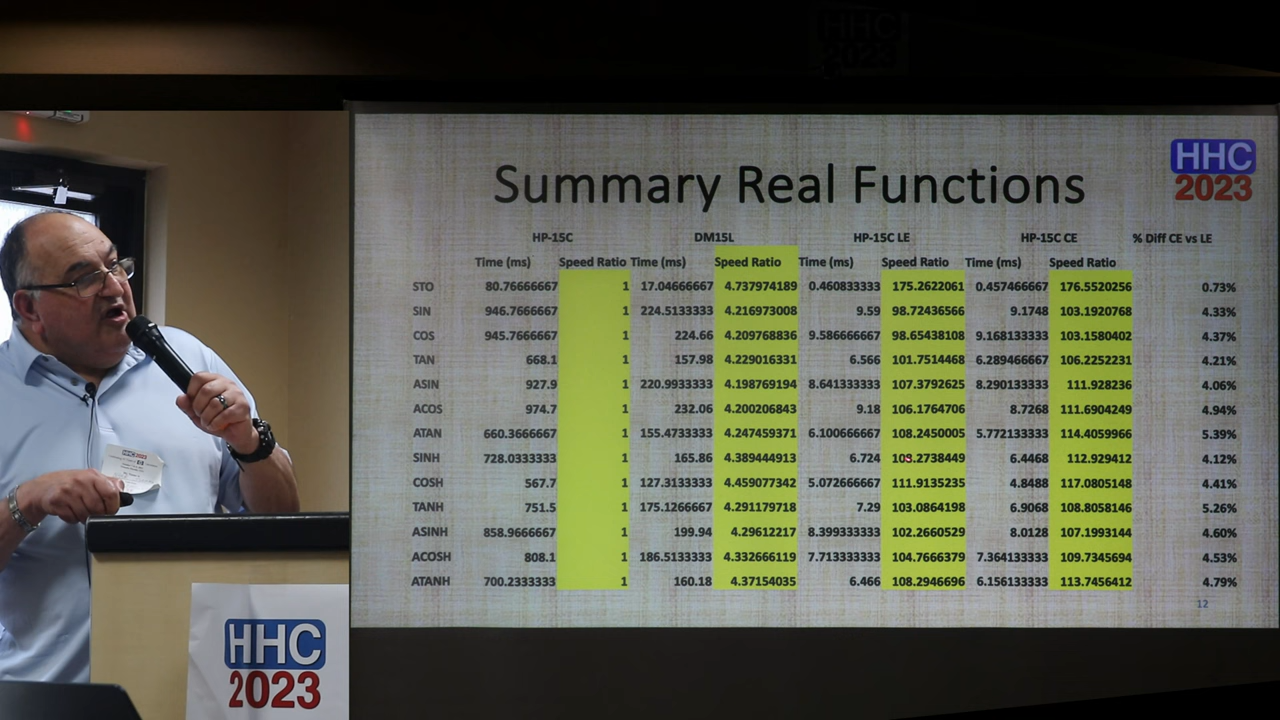 HHC
2023
Summary Real Functions
HP-15C DM15L HP-15C LE HP-15C CE % Diff CE vs LE
Time (ms) Speed Ratio Time (ms) Speed Ratio Time (ms) Speed Ratio Time (ms) Speed Ratio
STO 80.76666667 1 17.04666667 4.737974189 0.460833333 175.2622061 0.457466667 176.5520256 0.73%
SIN 946.7666667 1 224.5133333 4.216973008 9.59 98.72436566 9.1748 103.1920768 4.33%
COS 945.7666667 1 224.66 4.209768836 9.586666667 98.65438108 9.168133333 103.1580402 4.37%
TAN 668.1 1 157.98 4.229016331 6.566 101.7514468 6.289466667 106.2252231 4.21%
ASIN 927.9 1 220.9933333 4.198769194 8.641333333 107.3792625 8.290133333 111.928236 4.06%
ACOS 974.7 1 232.06 4.200206843 9.18 106.1764706 8.7268 111.6904249 4.94%
ATAN 660.3666667 1 155.4733333 4.247459371 6.100666667 108.2450005 5.772133333 114.4059966 5.39%
SINH 728.0333333 1 165.86 4.389444913 6.724 108.2738449 6.4468 112.929412 4.12%
COSH 567.7 1 127.3133333 4.459077342 5.072666667 111.9135235 4.8488 117.0805148 4.41%
TANH 751.5 1 175.1266667 4.291179718 7.29 103.0864198 6.9068 108.8058146 5.26%
ASINH 858.9666667 1 199.94 4.29612217 8.399333333 102.2660529 8.0128 107.1993144 4.60%
ACOSH 808.1 1 186.5133333 4.332666119 7.713333333 104.7666379 7.364133333 109.7345694 4.53%
ATANH 700.2333333 1 160.18 4.37154035 6.466 108.2946696 6.156133333 113.7456412 4.79%
12
HHC
2023